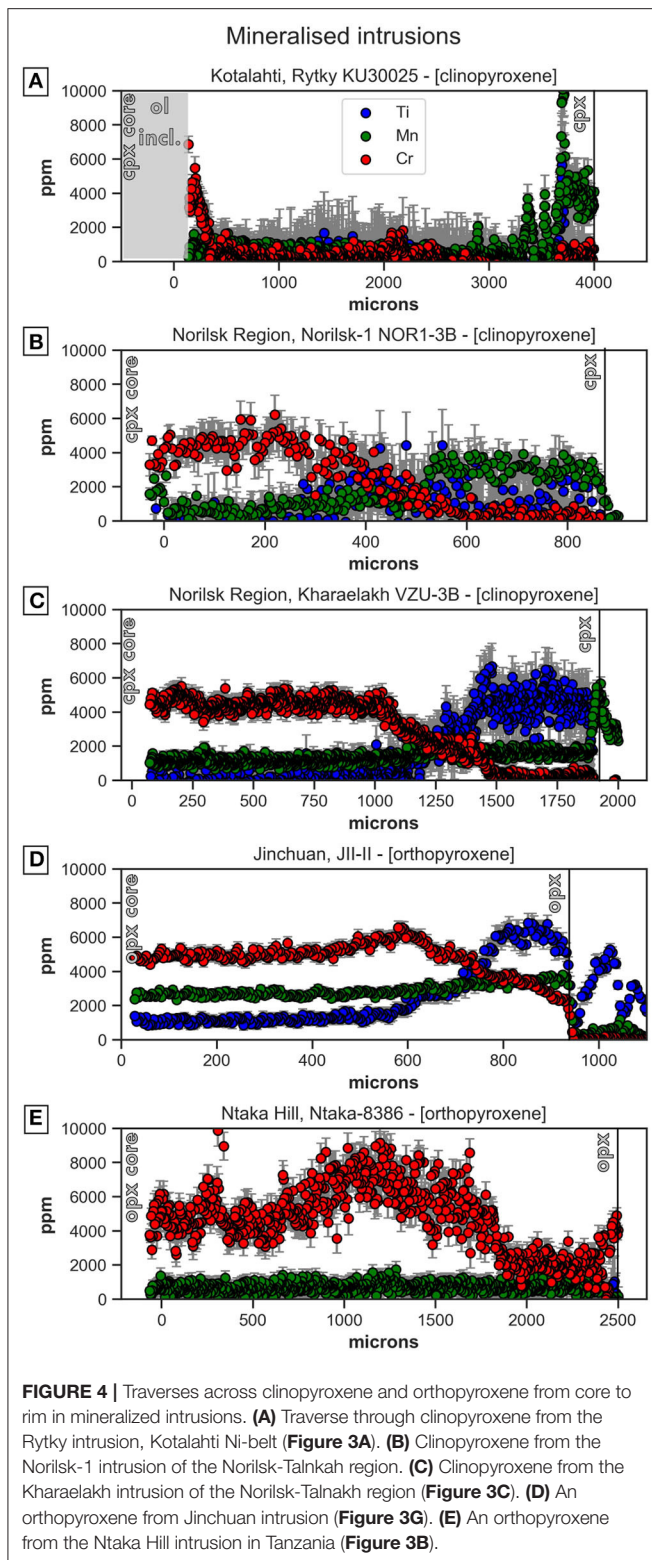 Mineralised intrusions
A
Kotalahti, Rytky KU30025 - [clinopyroxene]
10000
8000
6000
4000
2000
0
ppm
cpx core
ol
incl.
Ti
Mn
Cr
cpx
0 1000 2000 3000 4000
microns
B
Norilsk Region, Norilsk-1 NOR1-3B - [clinopyroxene]
10000
8000
6000
4000
2000
0
ppm
cpx core
cpx
0 200 400 600 800
microns
C
Norilsk Region, Kharaelakh VZU-3B - [clinopyroxene]
10000
8000
6000
4000
2000
0
ppm
cpx core
cpx
0 250 500 750 1000 1250 1500 1750 2000
microns
D
Jinchuan, JII-II - [orthopyroxene]
10000
8000
6000
4000
2000
0
ppm
opx core
opx
0 200 400 600 800 1000
microns
E
Ntaka Hill, Ntaka-8386 - [orthopyroxene]
10000
8000
6000
4000
2000
0
ppm
opx core
opx
0 500 1000 1500 2000 2500
microns
FIGURE 4 | Traverses across clinopyroxene and orthopyroxene from core to
rim in mineralized intrusions. (A) Traverse through clinopyroxene from the
Rytky intrusion, Kotalahti Ni-belt (Figure 3A). (B) Clinopyroxene from the
Norilsk-1 intrusion of the Norilsk-Talnkah region. (C) Clinopyroxene from the
Kharaelakh intrusion of the Norilsk-Talnakh region (Figure 3C). (D) An
orthopyroxene from Jinchuan intrusion (Figure 3G). (E) An orthopyroxene
from the Ntaka Hill intrusion in Tanzania (Figure 3B).